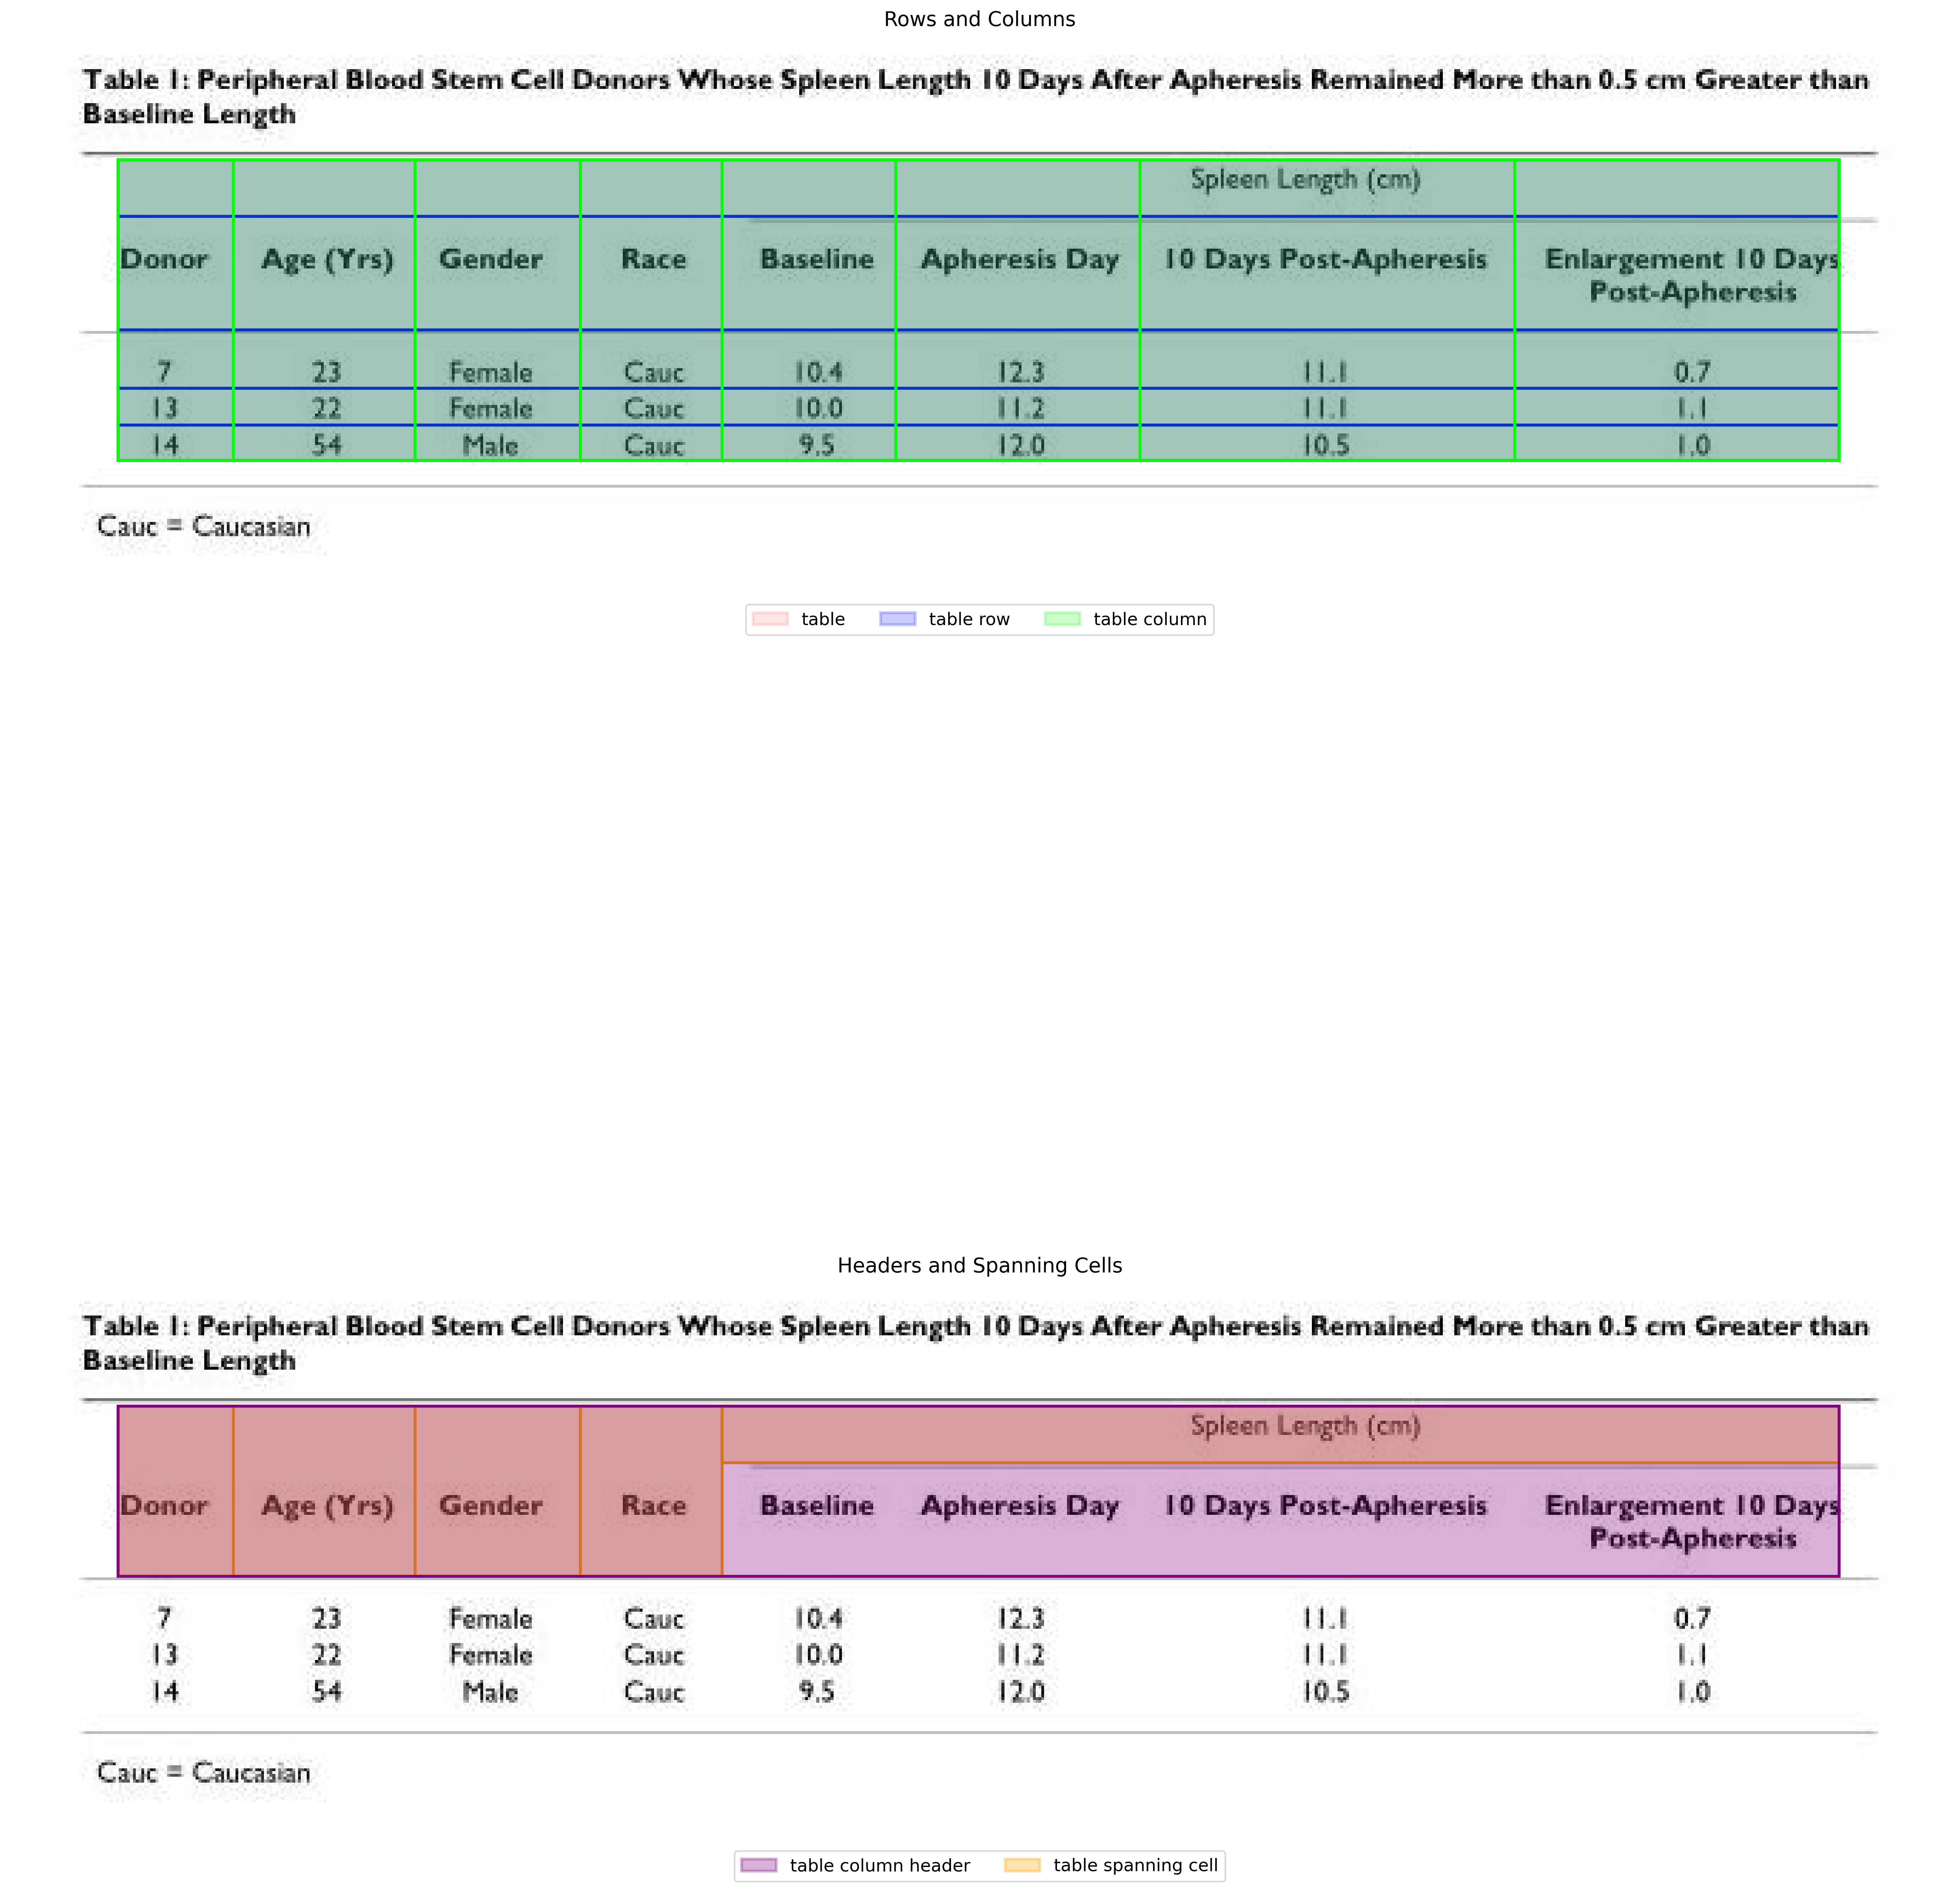 Rows and Columns
Table 1: Peripheral Blood Stem Cell Donors Whose Spleen Length 10 Days After Apheresis Remained More than 0.5 cm Greater than
Baseline Length
Spleen Length (cm)
Donor Age (Yrs) Gender Race Baseline Apheresis Day 10 Days Post-Apheresis Enlargement 10 Days
Post-Apheresis
7 23 Female Cauc 10.4 12.3 11.1 0.7
13 22 Female Cauc 10.0 11.2 11.1 1.1
14 54 Male Cauc 9.5 12.0 10.5 1.0
Cauc = Caucasian
table table row table column
Headers and Spanning Cells
Table 1: Peripheral Blood Stem Cell Donors Whose Spleen Length 10 Days After Apheresis Remained More than 0.5 cm Greater than
Baseline Length
Spleen Length (cm)
Donor Age (Yrs) Gender Race Baseline Apheresis Day 10 Days Post-Apheresis Enlargement 10 Days
Post-Apheresis
7 23 Female Cauc 10.4 12.3 11.1 0.7
13 22 Female Cauc 10.0 11.2 11.1 1.1
14 54 Male Cauc 9.5 12.0 10.5 1.0
Cauc = Caucasian
table column header table spanning cell